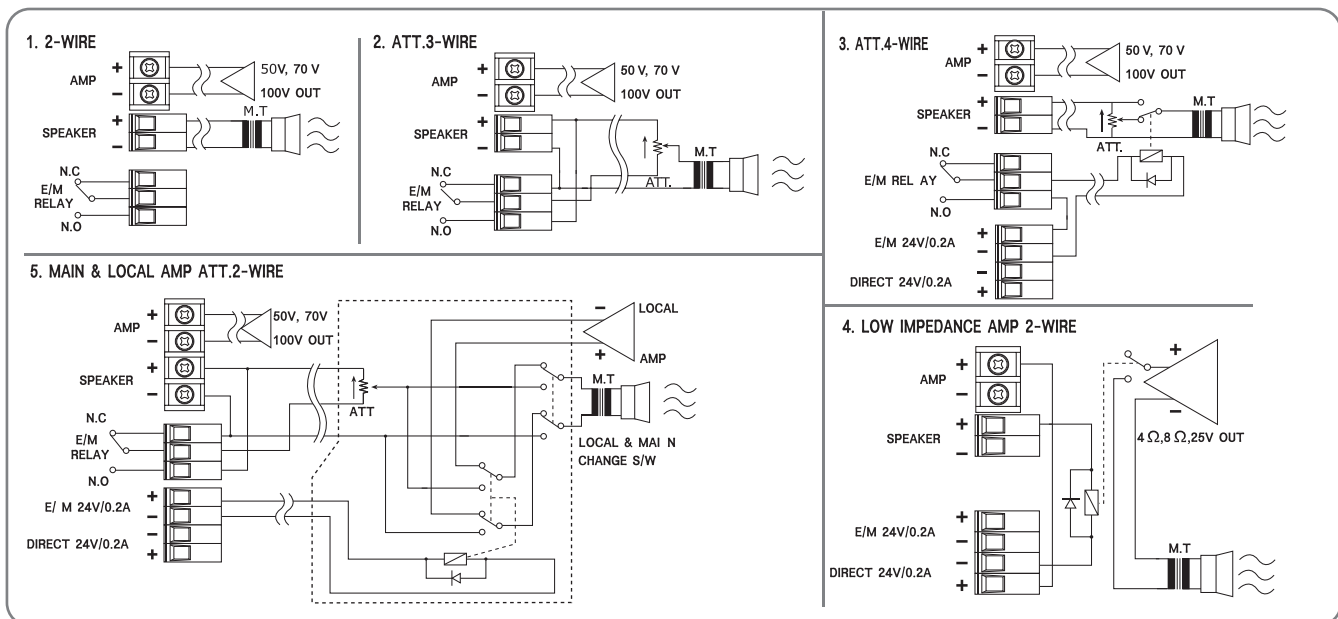 1. 2-WIRE
+
AMP
−
50V, 70 V
100V OUT
M.T
+
SPEAKER
−
N.C
E/M
RELAY
N.O
2. ATT.3-WIRE
+
AMP
−
50V, 70 V
100V OUT
+
SPEAKER
−
M.T
ATT.
N.C
E/M
RELAY
N.O
3. ATT.4-WIRE
+
AMP
−
50V, 70 V
100V OUT
+
SPEAKER
−
M.T
ATT.
N.C
E/M REL AY
N.O
+
E/M 24V/0.2A
−
−
DIRECT 24V/0.2A
+
5. MAIN & LOCAL AMP ATT.2-WIRE
+
AMP
−
50V, 70V
100V OUT
+
SPEAKER
−
ATT
− LOCAL
+ AMP
M.T
LOCAL & MAI N
CHANGE S/W
N.C
E/M
RELAY
N.O
+
E/ M 24V/0.2A
−
−
DIRECT 24V/0.2A
+
4. LOW IMPEDANCE AMP 2-WIRE
+
AMP
−
+
SPEAKER
−
+
−
4Ω,8Ω,25V OUT
+
E/M 24V/0.2A
−
−
DIRECT 24V/0.2A
+
M.T